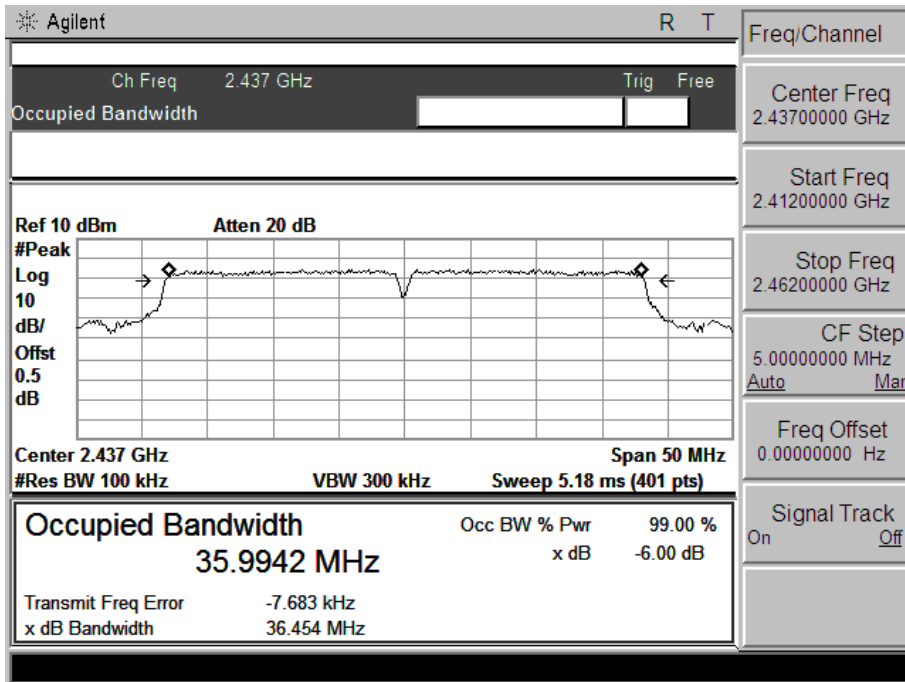 Agilent
R T
Ch Freq 2.437 GHz Trig Free
Occupied Bandwidth
Ref 10 dBm Atten 20 dB
#Peak
Log
10
dB/
Offst
0.5
dB
Center 2.437 GHz Span 50 MHz
#Res BW 100 kHz VBW 300 kHz Sweep 5.18 ms (401 pts)
Occupied Bandwidth
35.9942 MHz
Occ BW % Pwr 99.00 %
x dB -6.00 dB
Transmit Freq Error -7.683 kHz
x dB Bandwidth 36.454 MHz
Freq/Channel
Center Freq
2.43700000 GHz
Start Freq
2.41200000 GHz
Stop Freq
2.46200000 GHz
CF Step
5.00000000 MHz
Auto Mar
Freq Offset
0.00000000 Hz
Signal Track
On Off